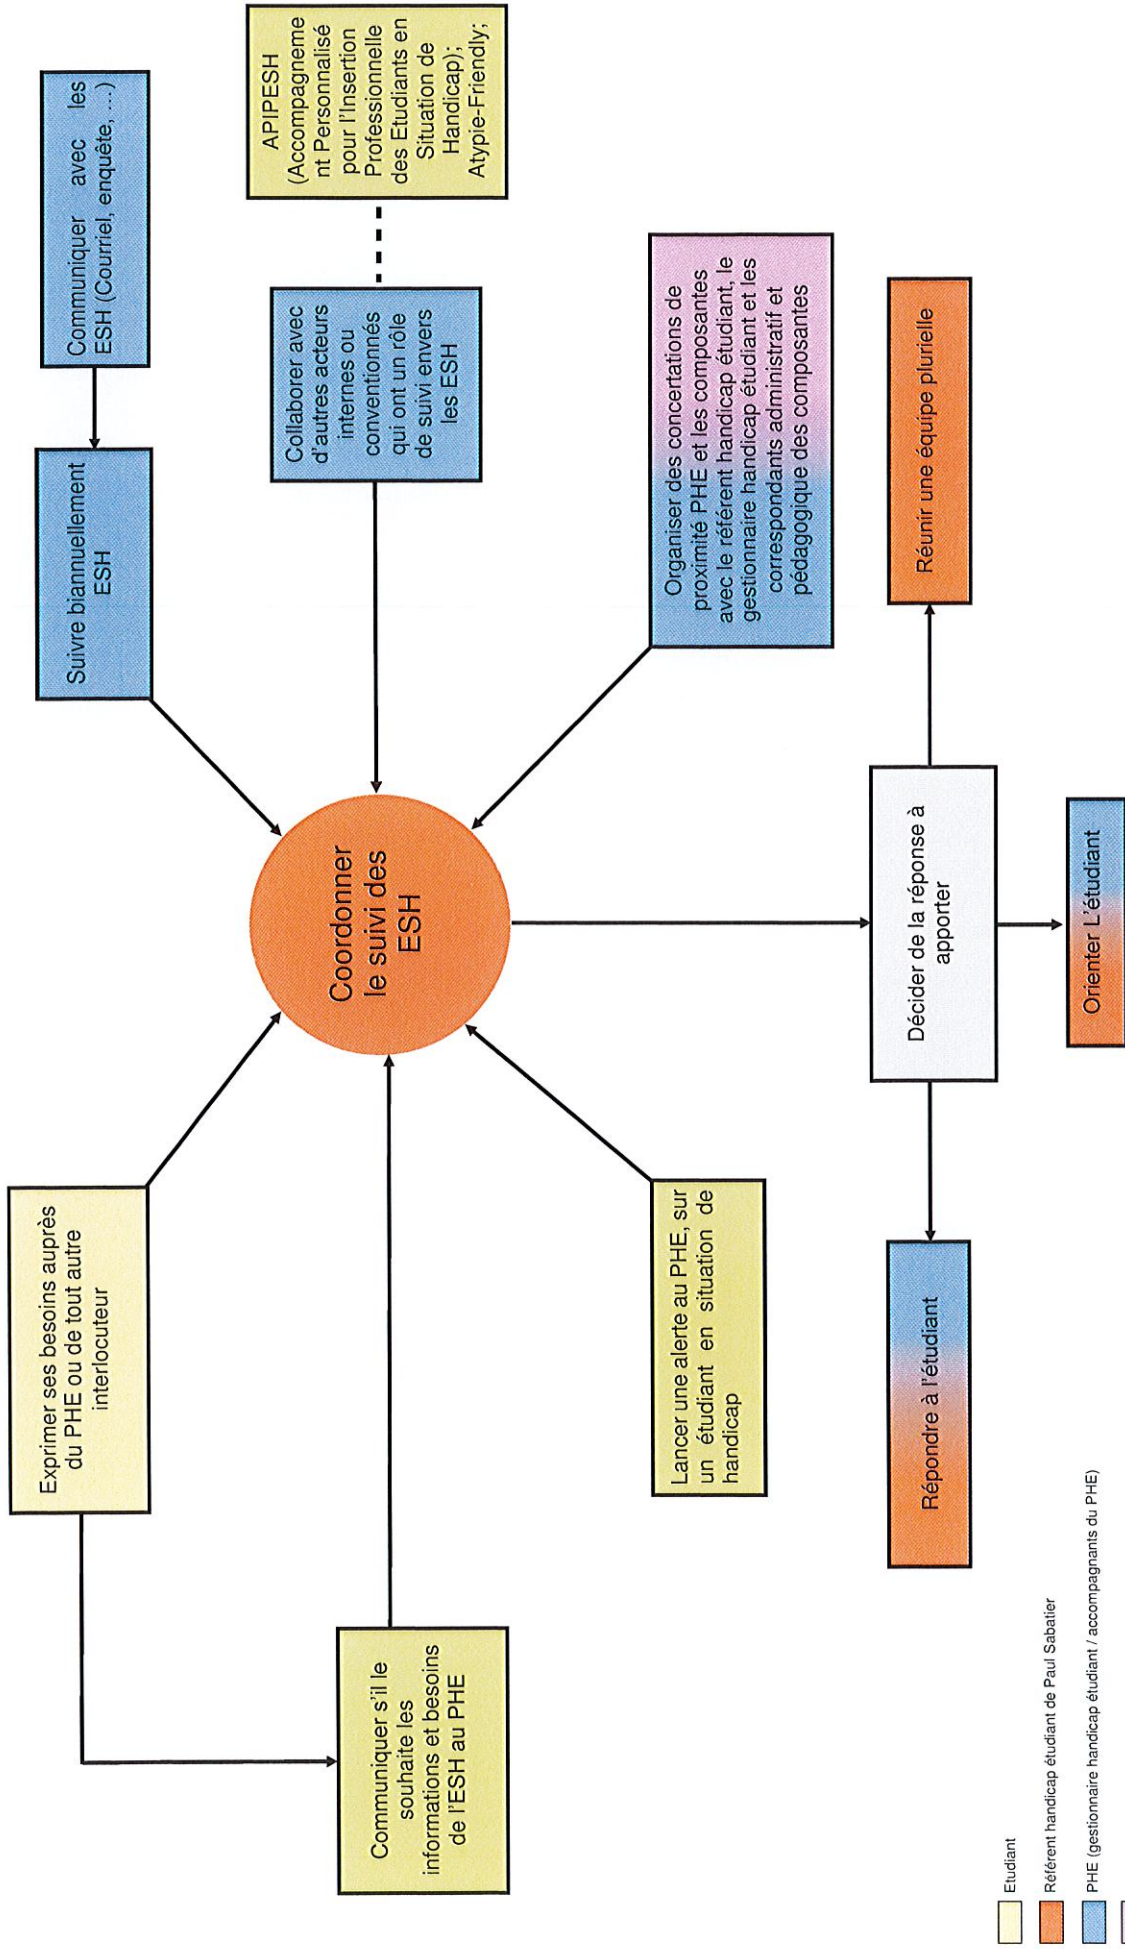 Exprimer ses besoins auprès
du PHE ou de tout autre
interlocuteur
Suivre biannuellement
ESH
Communiquer avec les
ESH (Courriel, enquête, …)
Communiquer s'il le
souhaite les
informations et besoins
de l'ESH au PHE
Coordonner
le suivi des
ESH
Collaborer avec
d'autres acteurs
internes ou
conventionnés
qui ont un rôle
de suivi envers
les ESH
APIPESH
(Accompagneme
nt Personnalisé
pour l'Insertion
Professionnelle
des Etudiants en
Situation de
Handicap);
Atypie-Friendly;
Lancer une alerte au PHE, sur
un étudiant en situation de
handicap
Organiser des concertations de
proximité PHE et les composantes
avec le référent handicap étudiant, le
gestionnaire handicap étudiant et les
correspondants administratif et
pédagogique des composantes
Répondre à l'étudiant
Décider de la réponse à
apporter
Réunir une équipe plurielle
Orienter L'étudiant
Etudiant
Référent handicap étudiant de Paul Sabatier
PHE (gestionnaire handicap étudiant / accompagnants du PHE)